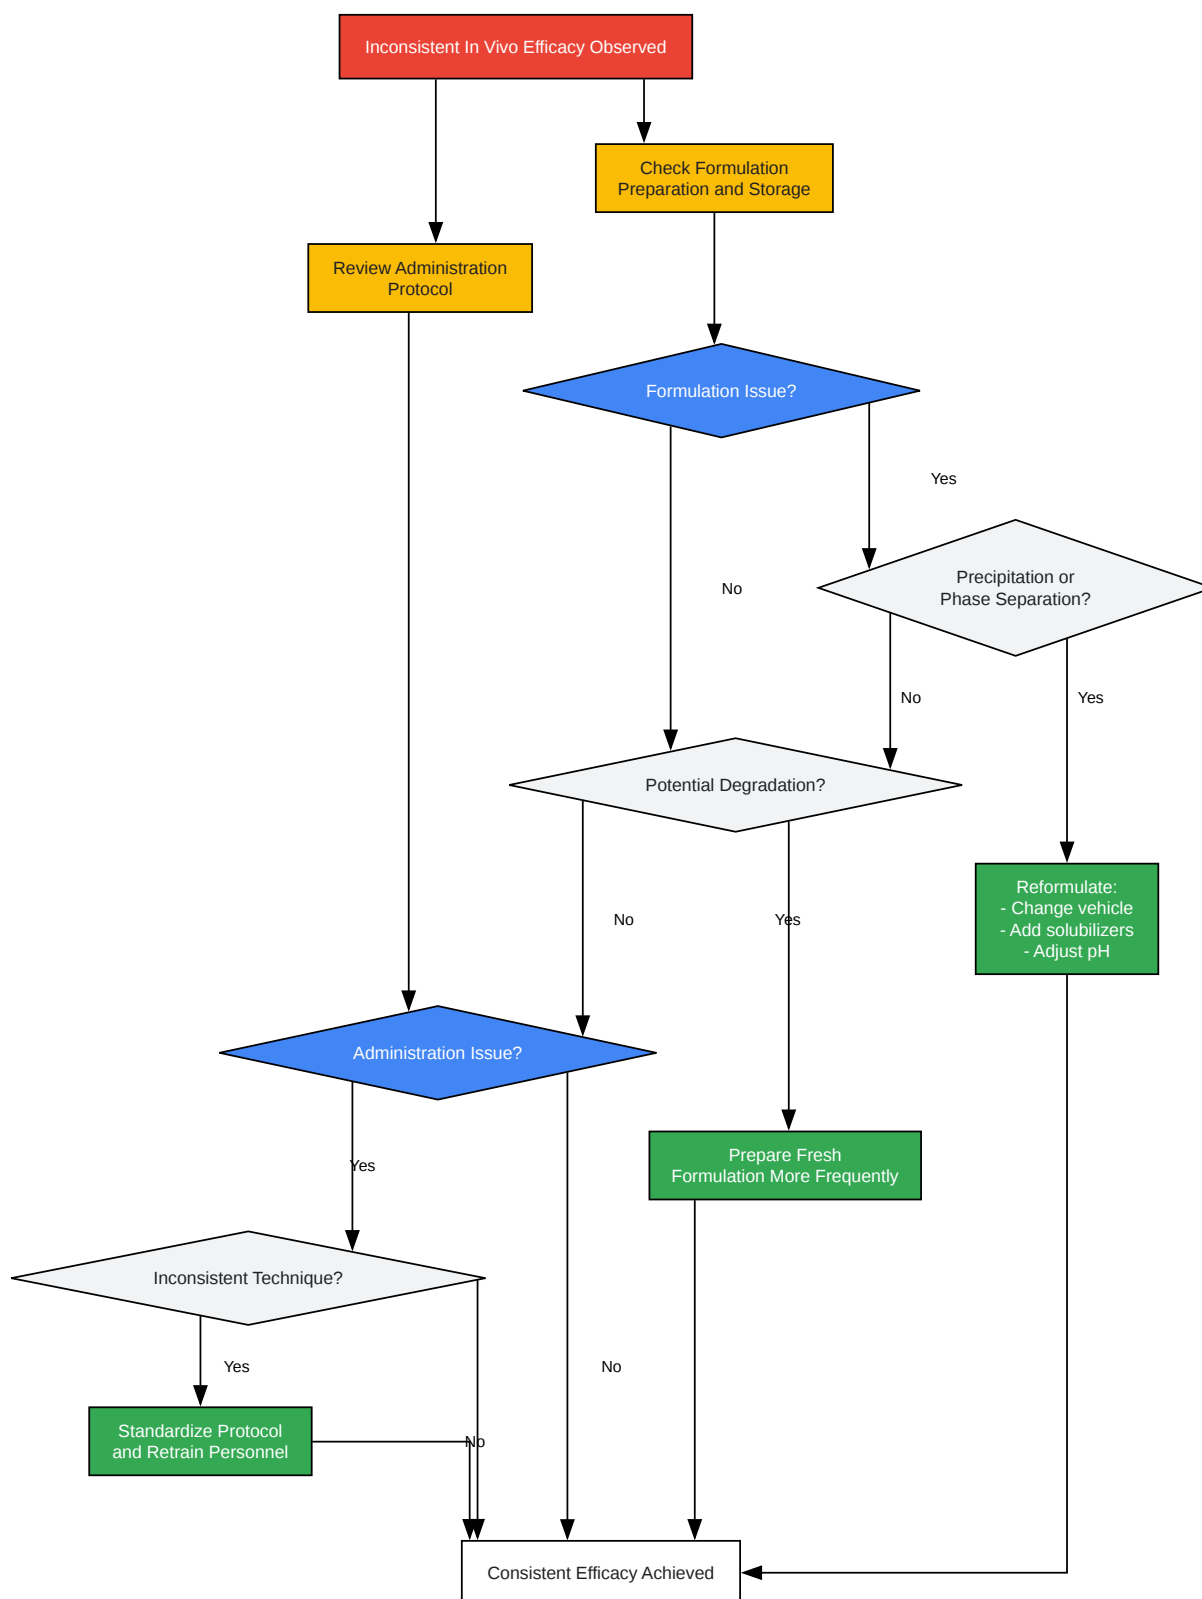 Inconsistent In Vivo Efficacy Observed
Check Formulation
Preparation and Storage
Review Administration
Protocol
Formulation Issue?
Yes
Precipitation or
Phase Separation?
No
No
Yes
Potential Degradation?
Reformulate:
- Change vehicle
- Add solubilizers
- Adjust pH
No
Yes
Administration Issue?
Prepare Fresh
Formulation More Frequently
Yes
Inconsistent Technique?
Yes
No
Standardize Protocol
and Retrain Personnel
No
Consistent Efficacy Achieved